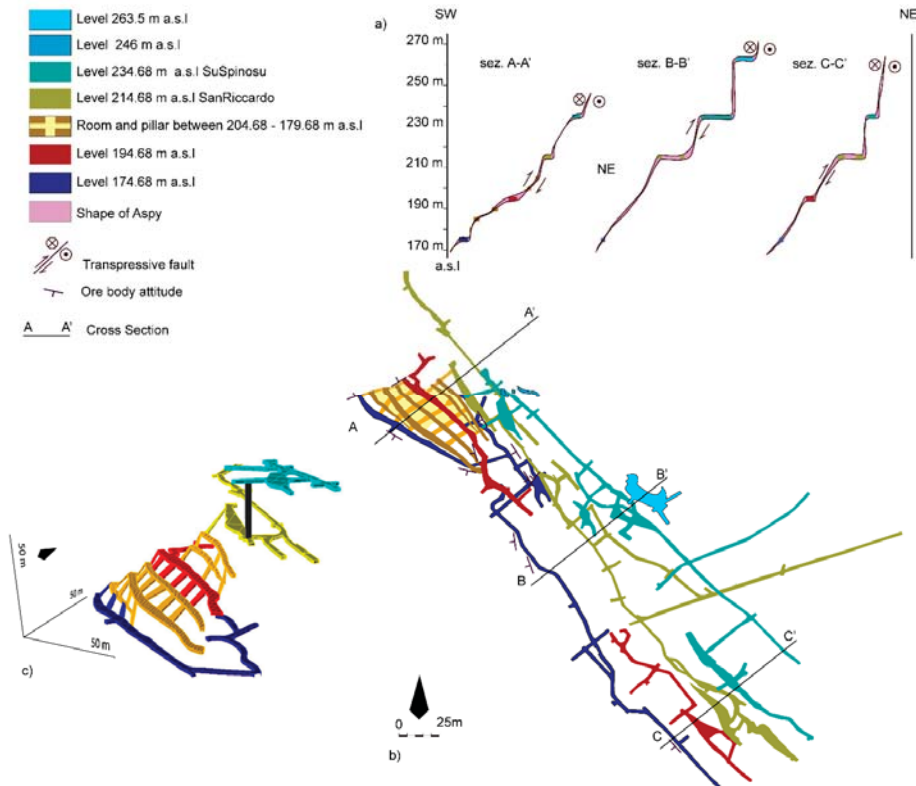 Level 263.5 m a.s.l
Level 246 m a.s.l
Level 234.68 m a.s.l SuSpinosu
Level 214.68 m a.s.l SanRiccardo
Room and pillar between 204.68 - 179.68 m a.s.l
Level 194.68 m a.s.l
Level 174.68 m a.s.l
Shape of Aspy
Transpressive fault
Ore body attitude
A A' Cross Section
a)
SW
NE
270 m.
250 m.
230 m.
210 m.
190 m.
170 m.
a.s.l
sez. A-A'
sez. B-B'
sez. C-C'
NE
A'
A
B'
B
C'
C
0 25m
b)
50 m
50 m
50 m
c)